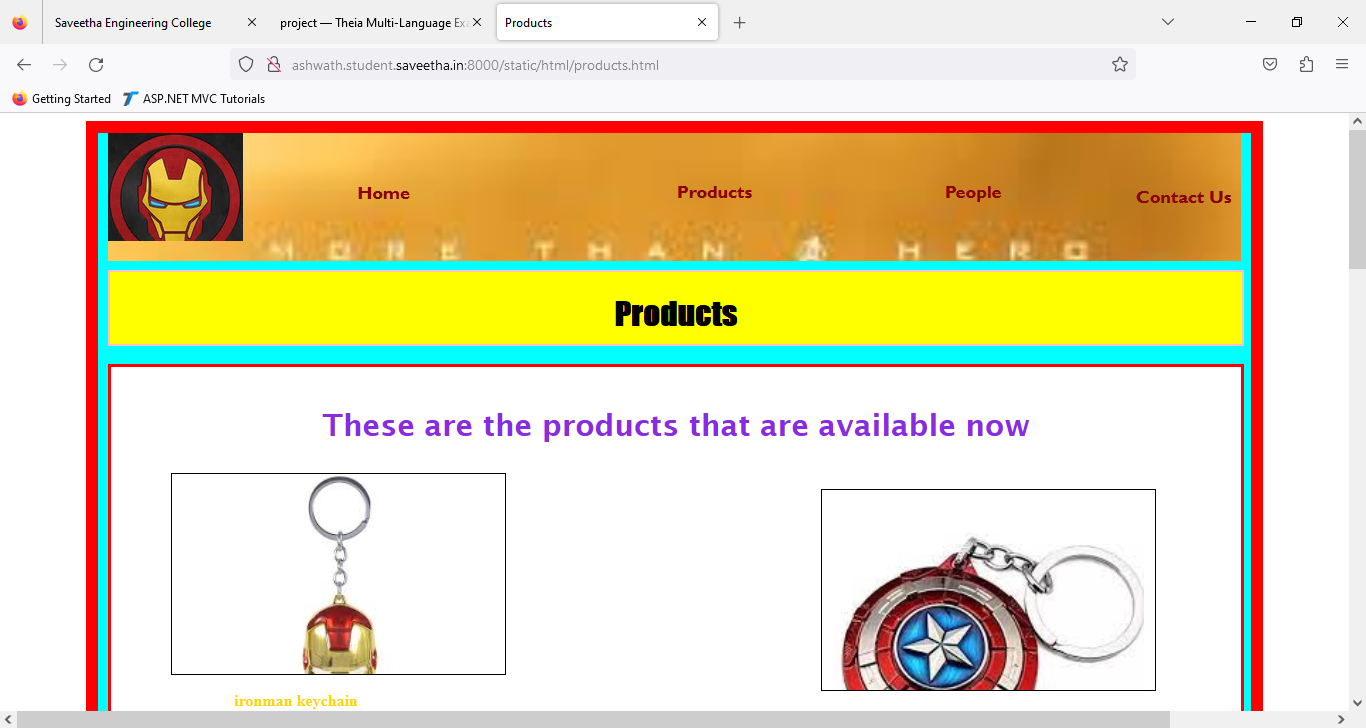 Saveetha Engineering College
project — Theia Multi-Language Exa
Products
ashwath.student.saveetha.in:8000/static/html/products.html
Getting Started
ASP.NET MVC Tutorials
Home
Products
People
Contact Us
MORE THAN A HERO
Products
These are the products that are available now
ironman keychain